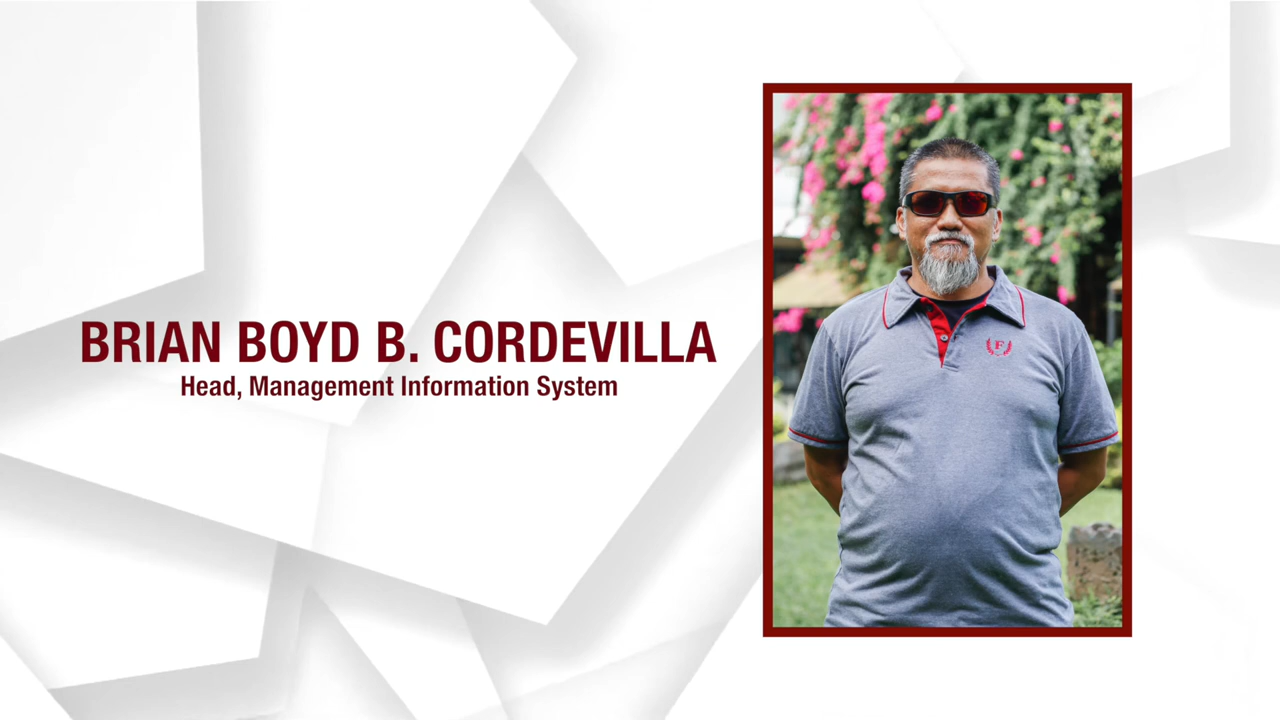 BRIAN BOYD B. CORDEVILLA
Head, Management Information System
F